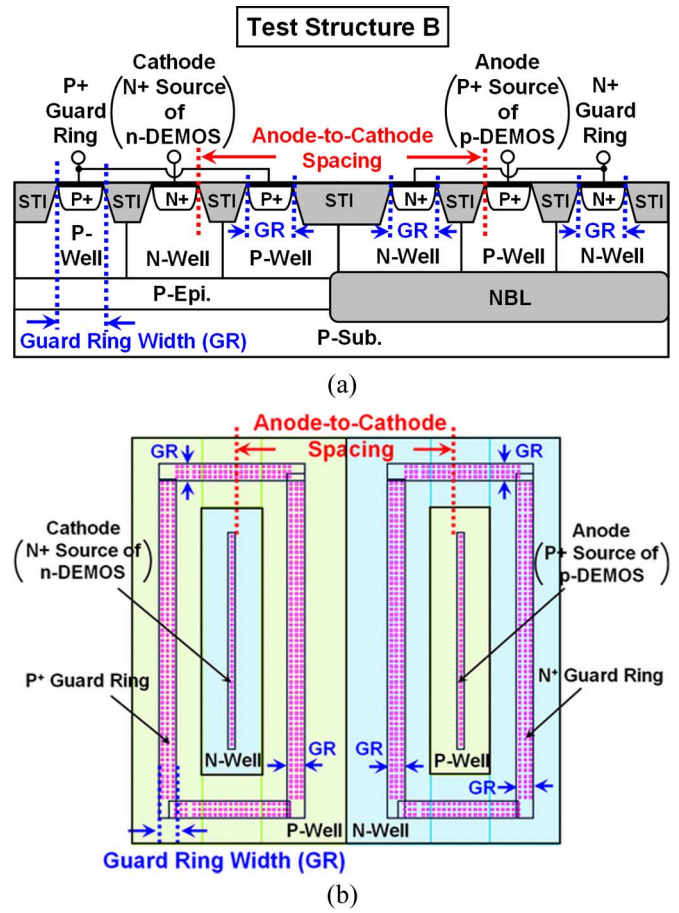 Test Structure B
P+
Guard
Ring
Cathode
(N+ Source
of
n-DEMOS)
Anode
(P+ Source
of
p-DEMOS)
N+
Guard
Ring
Anode-to-Cathode
Spacing
STI P+ STI N+ STI P+ STI N+ STI P+ STI N+ STI
GR GR GR
P-
Well N-Well P-Well N-Well P-Well N-Well
P-Epi. NBL
Guard Ring Width (GR) P-Sub.
(a)
Anode-to-Cathode
Spacing
GR GR
Cathode
(N+ Source of
n-DEMOS)
Anode
(P+ Source of
p-DEMOS)
P+ Guard Ring
N+ Guard Ring
N-Well GR GR P-Well GR
P-Well N-Well
Guard Ring Width (GR)
(b)